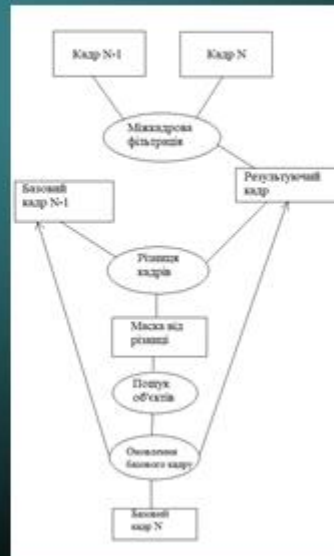 Кадр N-1
Кадр N
Міжкадрова
фільтрація
Базовий
кадр N-1
Результуючий
кадр
Різниця
кадрів
Маска від
різниці
Пошук
об'єктів
Оновлення
базового кадру
Базовий
кадр N